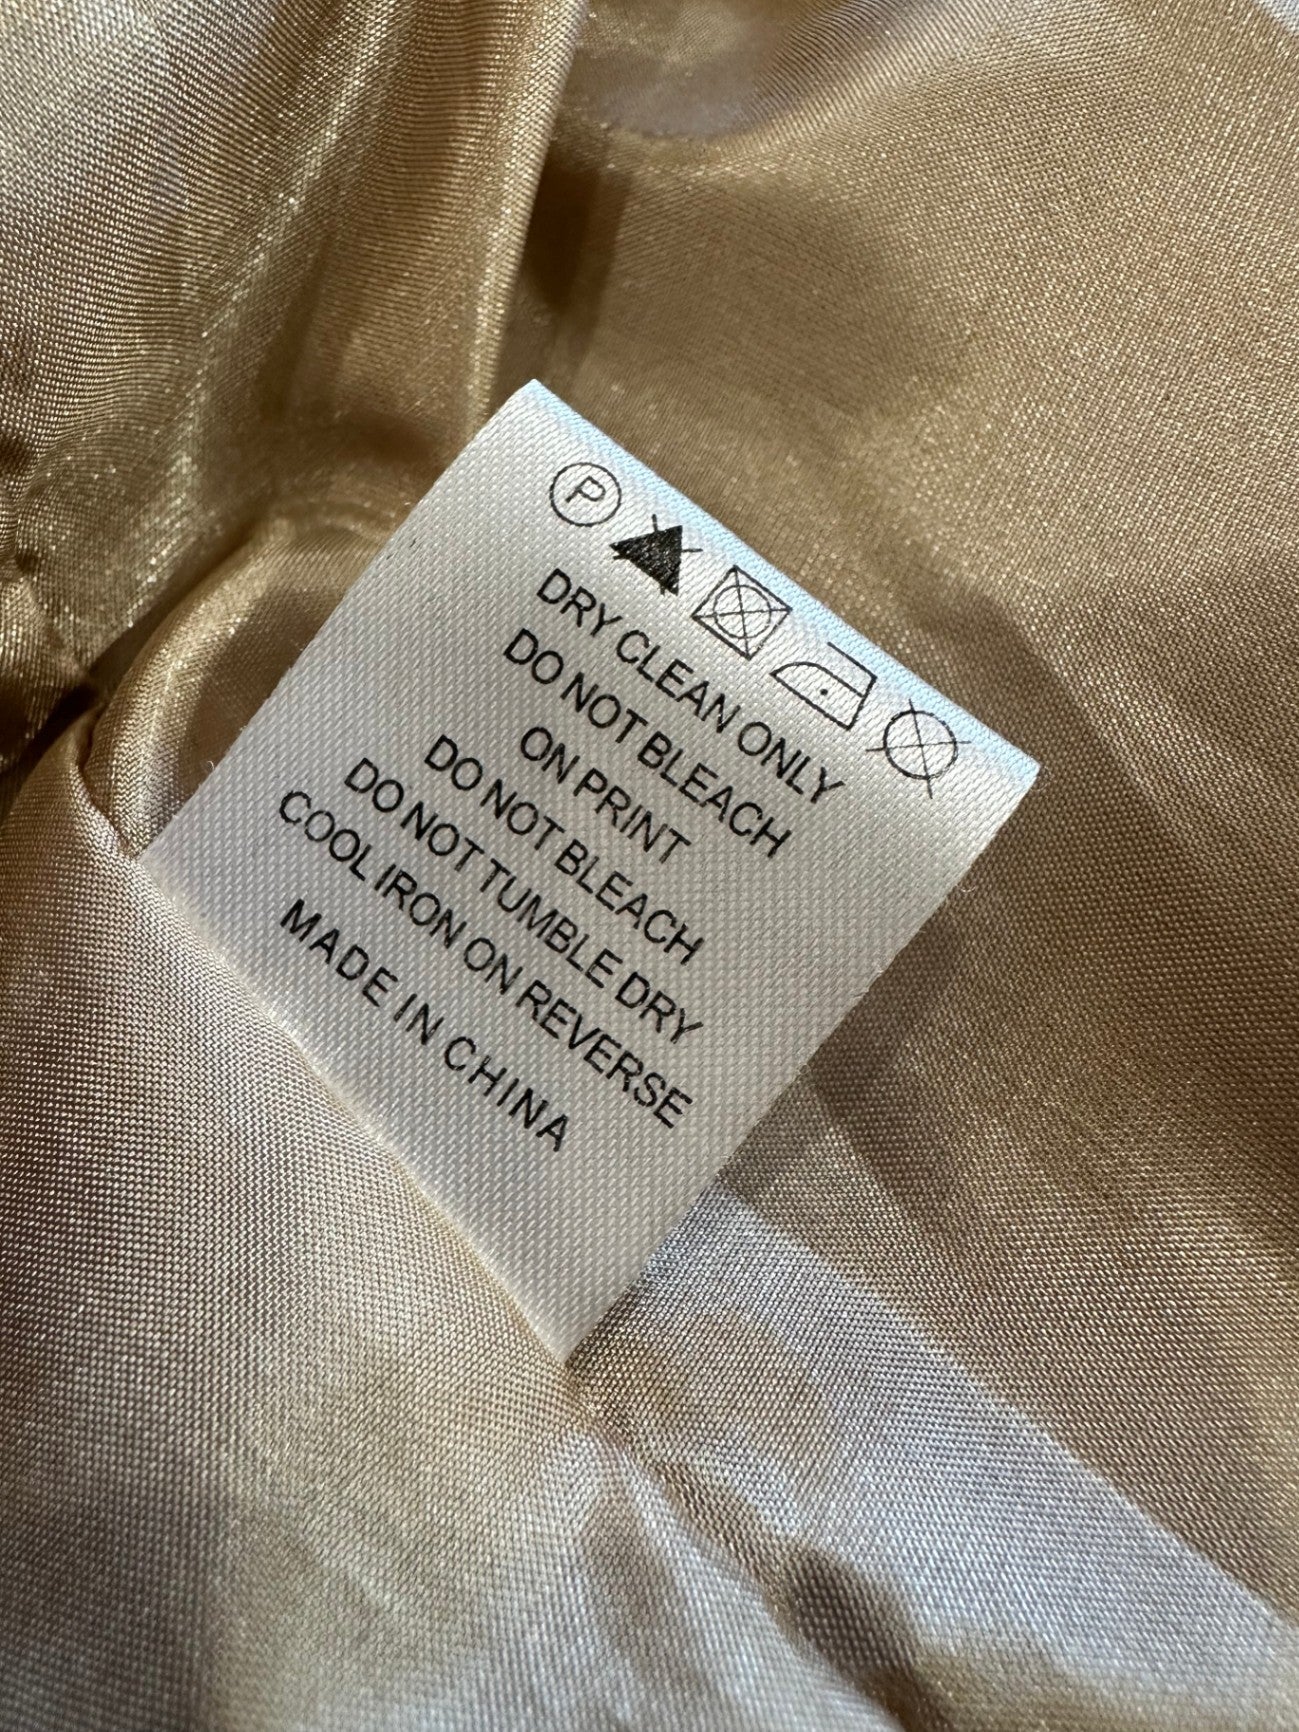 P
DRY CLEAN ONLY
DO NOT BLEACH
ON PRINT
DO NOT BLEACH
DO NOT TUMBLE DRY
COOL IRON ON REVERSE
MADE IN CHINA